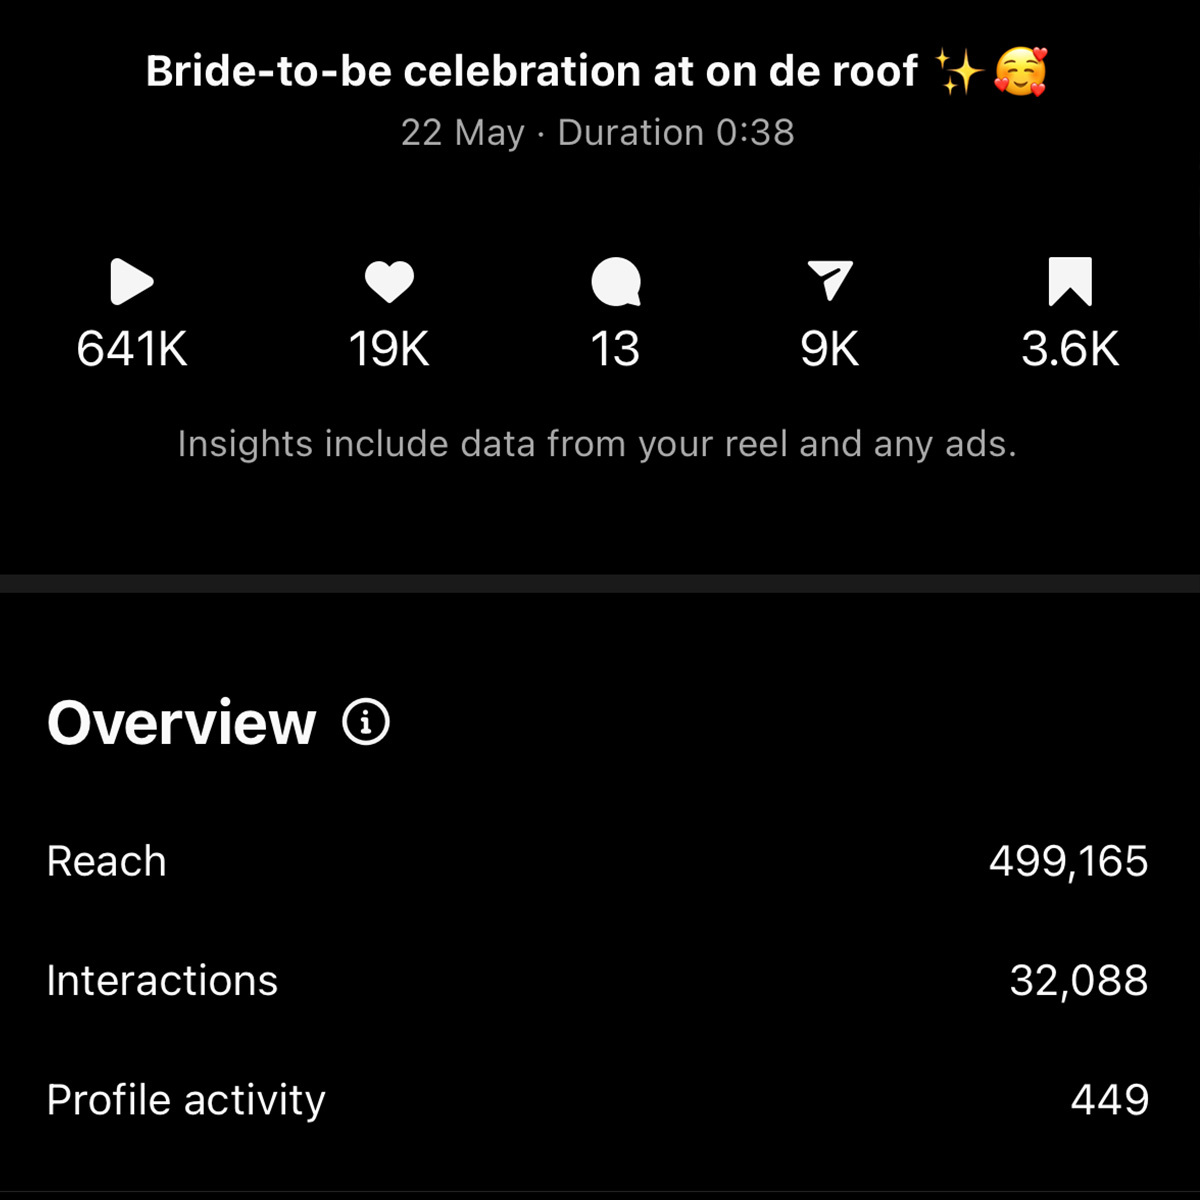 Bride-to-be celebration at on de roof ✨🥰
22 May · Duration 0:38
641K 19K 13 9K 3.6K
Insights include data from your reel and any ads.
Overview
Reach 499,165
Interactions 32,088
Profile activity 449